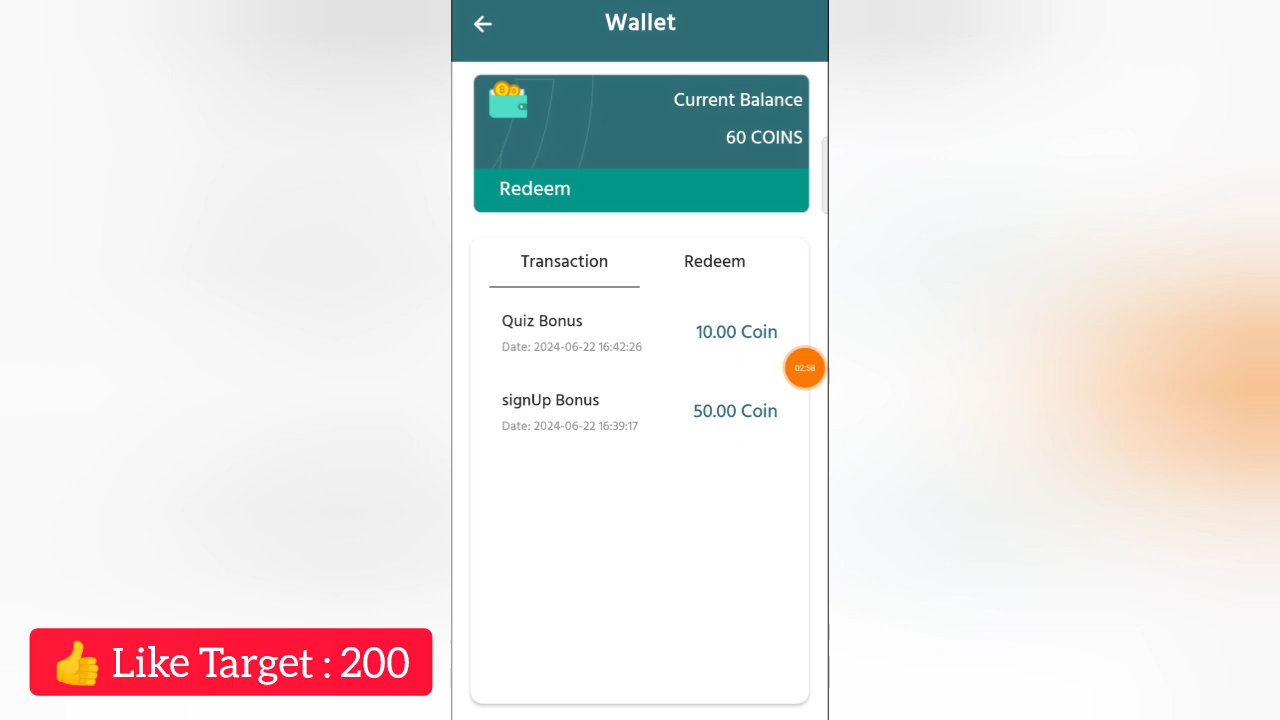 Wallet
Current Balance
60 COINS
Redeem
Transaction Redeem
Quiz Bonus
10.00 Coin
Date: 2024-06-22 16:42:26
02:58
signUp Bonus
50.00 Coin
Date: 2024-06-22 16:39:17
👍 Like Target : 200